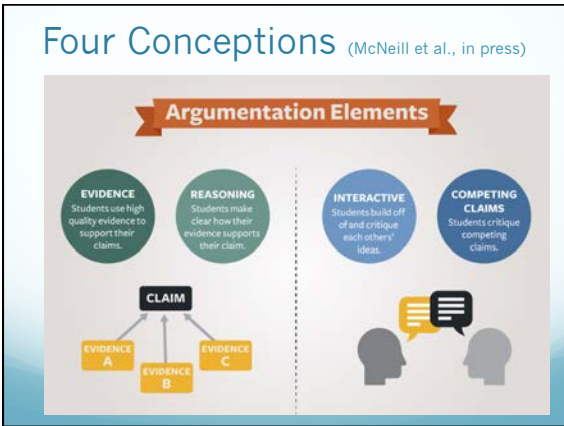 Four Conceptions (McNeill et al., in press)
Argumentation Elements
EVIDENCE
Students use high
quality evidence to
support their
claims.
REASONING
Students make
clear how their
evidence supports
their claim.
INTERACTIVE
Students build off
of and critique
each others'
ideas.
COMPETING
CLAIMS
Students critique
competing
claims.
CLAIM
EVIDENCE
A
EVIDENCE
B
EVIDENCE
C